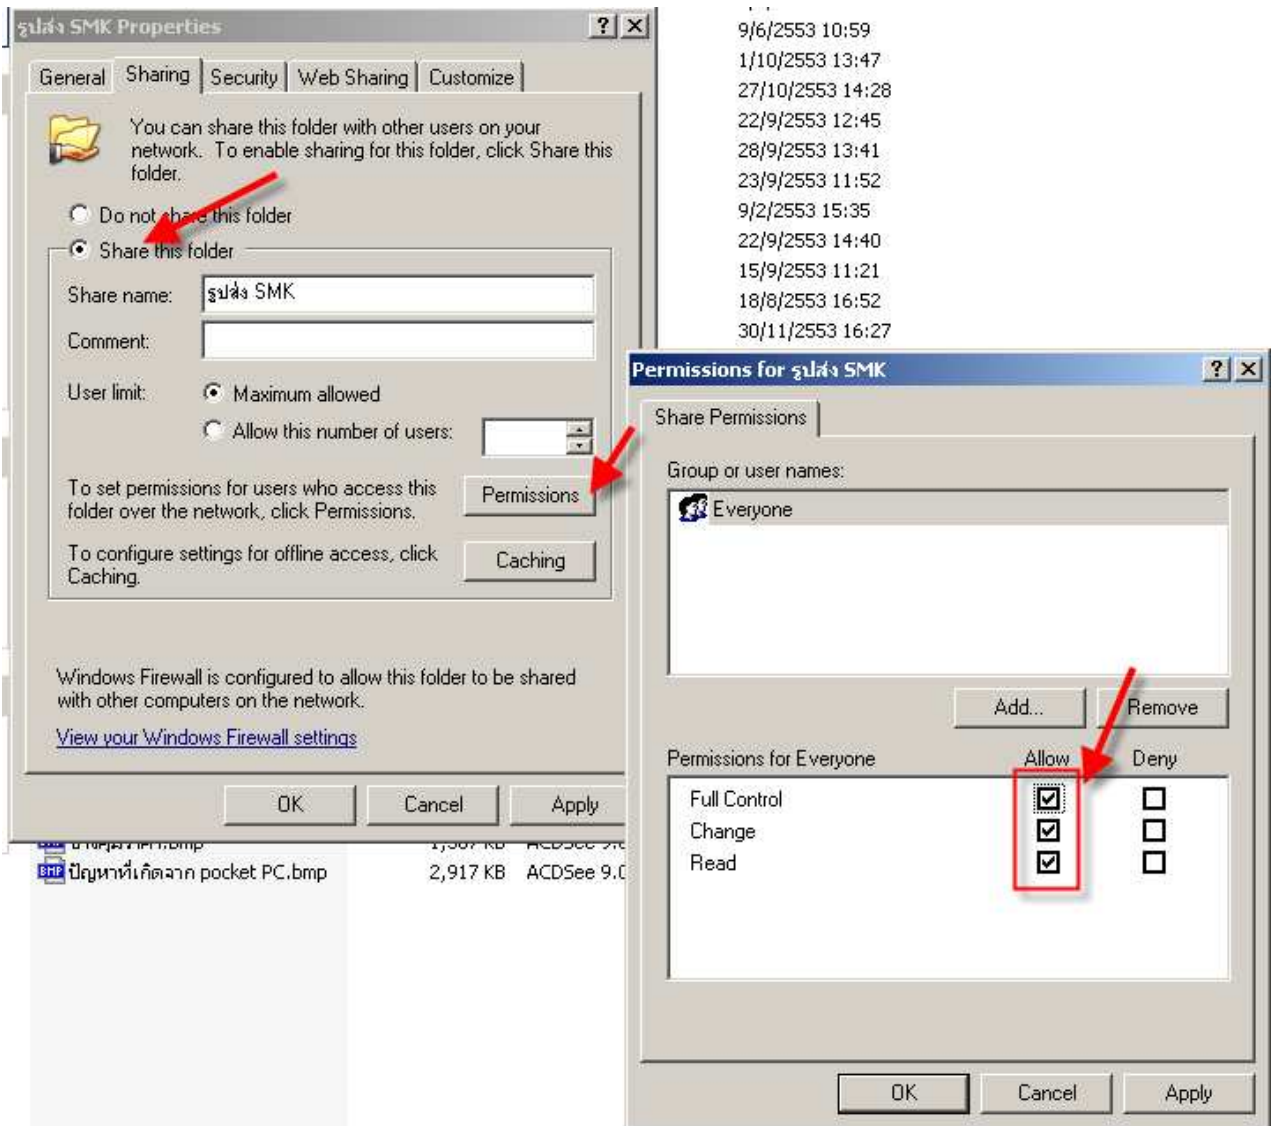 รูปส่ง SMK Properties
General Sharing Security Web Sharing Customize
You can share this folder with other users on your
network. To enable sharing for this folder, click Share this
folder.
Do not share this folder
Share this folder
Share name: รูปส่ง SMK
Comment:
User limit: Maximum allowed
Allow this number of users:
To set permissions for users who access this
folder over the network, click Permissions.
Permissions
To configure settings for offline access, click
Caching.
Caching
Windows Firewall is configured to allow this folder to be shared
with other computers on the network.
View your Windows Firewall settings
OK Cancel Apply
ปัญหาที่เกิดจาก pocket PC.bmp 2,917 KB ACDSee 9.0
9/6/2553 10:59
1/10/2553 13:47
27/10/2553 14:28
22/9/2553 12:45
28/9/2553 13:41
23/9/2553 11:52
9/2/2553 15:35
22/9/2553 14:40
15/9/2553 11:21
18/8/2553 16:52
30/11/2553 16:27
Permissions for รูปส่ง SMK
Share Permissions
Group or user names:
Everyone
Add... Remove
Permissions for Everyone Allow Deny
Full Control
Change
Read
OK Cancel Apply